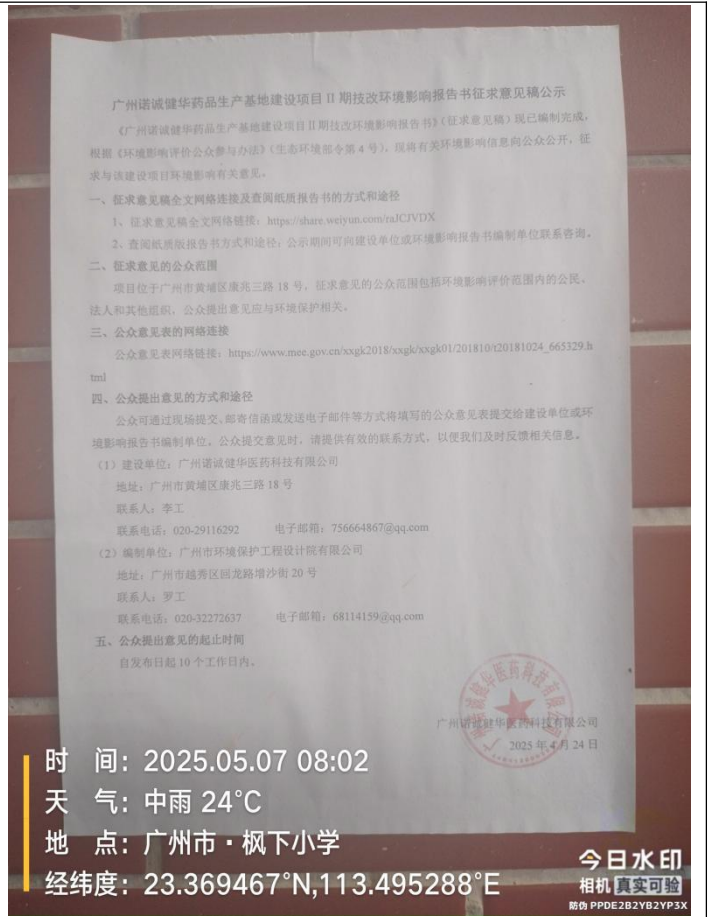 广州诺诚健华药品生产基地建设项目 II 期技改环境影响报告书征求意见稿公示
《广州诺诚健华药品生产基地建设项目 II 期技改环境影响报告书》（征求意见稿）现已编制完成，
根据《环境影响评价公众参与办法》（生态环境部令第 4 号），现将有关环境影响信息向公众公开，征
求与该建设项目环境影响有关意见。
一、征求意见稿全文网络连接及查阅纸质报告书的方式和途径
1、征求意见稿全文网络链接：https://share.weiyun.com/raJCJVDX
2、查阅纸质版报告书方式和途径：公示期间可向建设单位或环境影响报告书编制单位联系咨询。
二、征求意见的公众范围
项目位于广州市黄埔区康兆三路 18 号，征求意见的公众范围包括环境影响评价范围内的公民、
法人和其他组织，公众提出意见应与环境保护相关。
三、公众意见表的网络连接
公众意见表网络链接：https://www.mee.gov.cn/xxgk2018/xxgk/xxgk01/201810/t20181024_665329.h
tml
四、公众提出意见的方式和途径
公众可通过现场提交、邮寄信函或发送电子邮件等方式将填写的公众意见表提交给建设单位或环
境影响报告书编制单位。公众提交意见时，请提供有效的联系方式，以便我们及时反馈相关信息。
（1）建设单位：广州诺诚健华医药科技有限公司
地址：广州市黄埔区康兆三路 18 号
联系人：李工
联系电话：020-29116292 电子邮箱：756664867@qq.com
（2）编制单位：广州市环境保护工程设计院有限公司
地址：广州市越秀区回龙路增沙街 20 号
联系人：罗工
联系电话：020-32272637 电子邮箱：68114159@qq.com
五、公众提出意见的起止时间
自发布日起 10 个工作日内。
广州诺诚健华医药科技有限公司
广州诺诚健华医药科技有限公司
2025 年 4 月 24 日
时 间：2025.05.07 08:02
天 气：中雨 24℃
地 点：广州市·枫下小学
经纬度：23.369467°N,113.495288°E
今日水印
相机 真实可验
防伪 PPDE2B2YB2YP3X